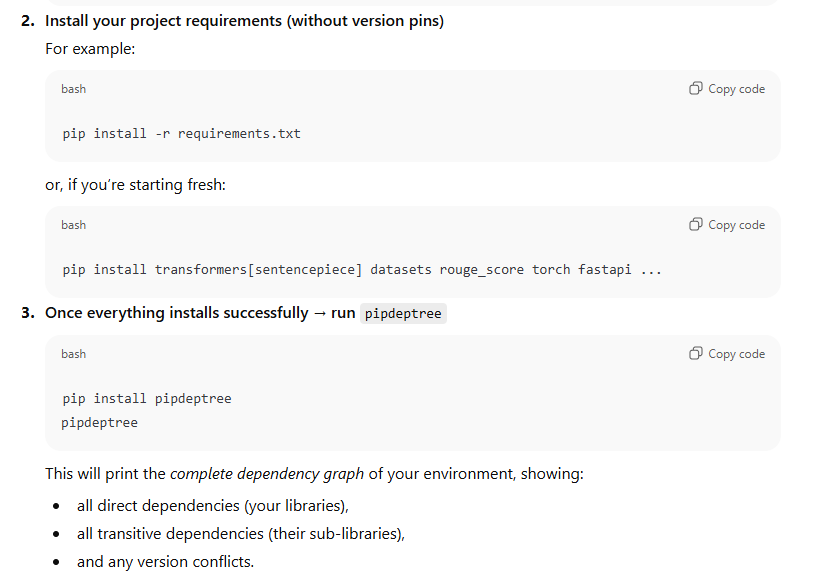 2. Install your project requirements (without version pins)
For example:
bash
Copy code
pip install -r requirements.txt
or, if you’re starting fresh:
bash
Copy code
pip install transformers[sentencepiece] datasets rouge_score torch fastapi ...
3. Once everything installs successfully → run pipdeptree
bash
Copy code
pip install pipdeptree
pipdeptree
This will print the complete dependency graph of your environment, showing:
• all direct dependencies (your libraries),
• all transitive dependencies (their sub-libraries),
• and any version conflicts.